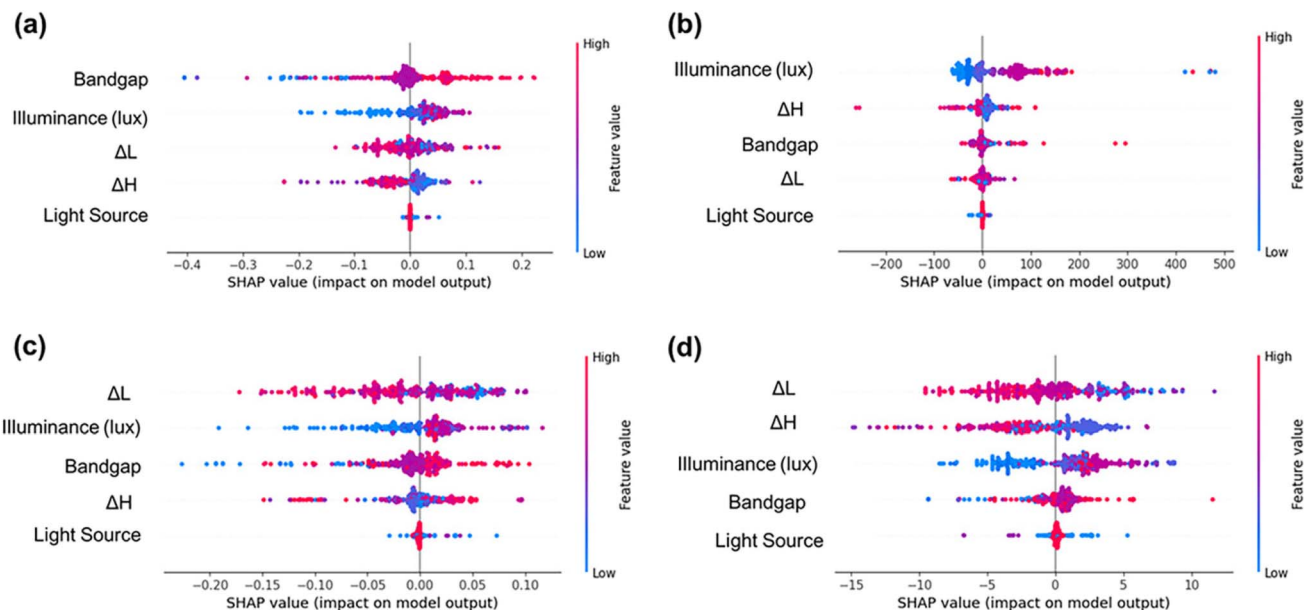 (a)
High
Bandgap
Illuminance (lux)
ΔL
ΔH
Light Source
Feature value
Low
−0.4 −0.3 −0.2 −0.1 0.0 0.1 0.2
SHAP value (impact on model output)
(b)
High
Illuminance (lux)
ΔH
Bandgap
ΔL
Light Source
Feature value
Low
−200 −100 0 100 200 300 400 500
SHAP value (impact on model output)
(c)
High
ΔL
Illuminance (lux)
Bandgap
ΔH
Light Source
Feature value
Low
−0.20 −0.15 −0.10 −0.05 0.00 0.05 0.10
SHAP value (impact on model output)
(d)
High
ΔL
ΔH
Illuminance (lux)
Bandgap
Light Source
Feature value
Low
−15 −10 −5 0 5 10
SHAP value (impact on model output)